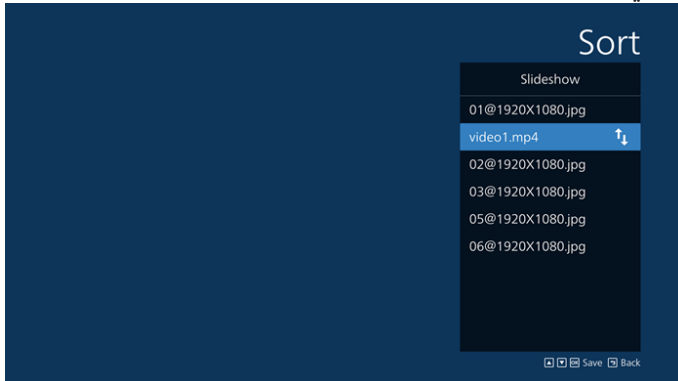 Sort
Slideshow
01@1920X1080.jpg
video1.mp4
02@1920X1080.jpg
03@1920X1080.jpg
05@1920X1080.jpg
06@1920X1080.jpg
OK Save Back